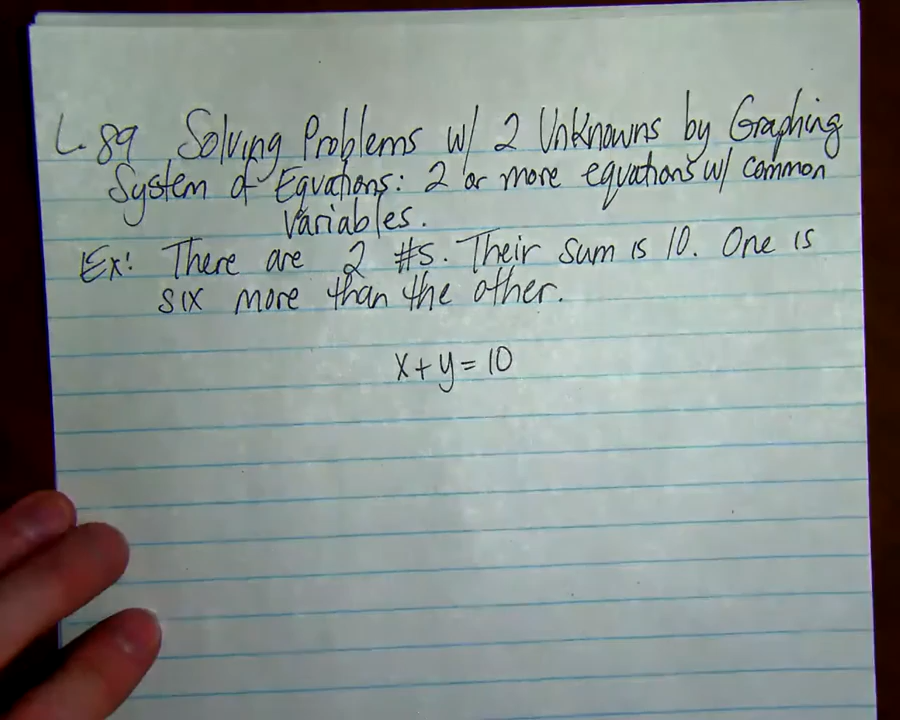 L.89 Solving Problems w/ 2 Unknowns by Graphing
System of Equations: 2 or more equations w/ common
Variables.
Ex: There are 2 #s. Their sum is 10. One is
six more than the other.
x+y=10